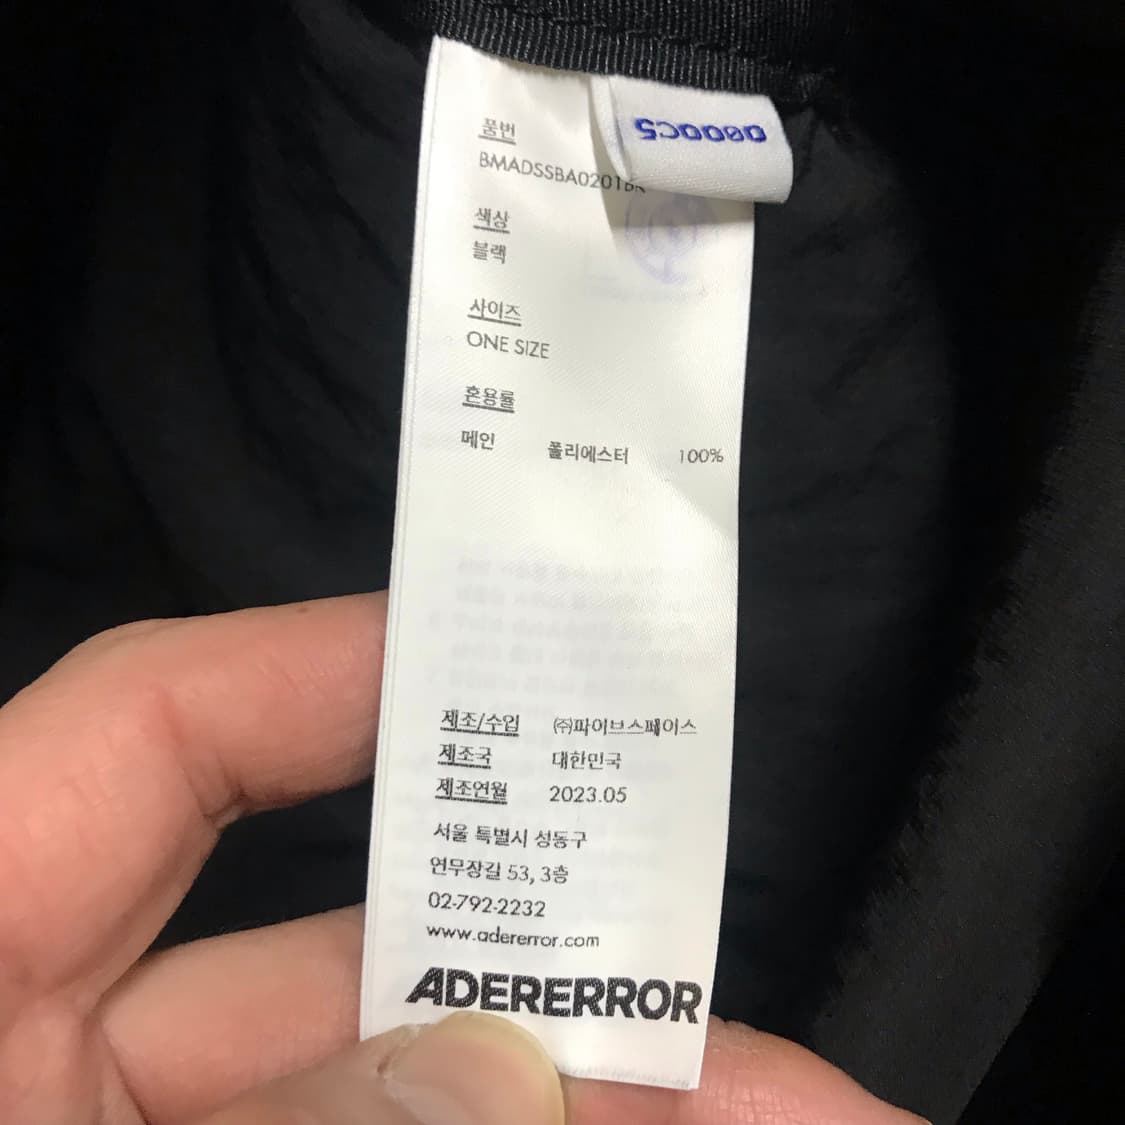 품번
BMADSSBA0201BK
색상
블랙
사이즈
ONE SIZE
혼용률
메인 폴리에스터 100%
제조/수입 ㈜파이브스페이스
제조국 대한민국
제조연월 2023.05
서울 특별시 성동구
연무장길 53, 3층
02-792-2232
www.adererror.com
ADERERROR